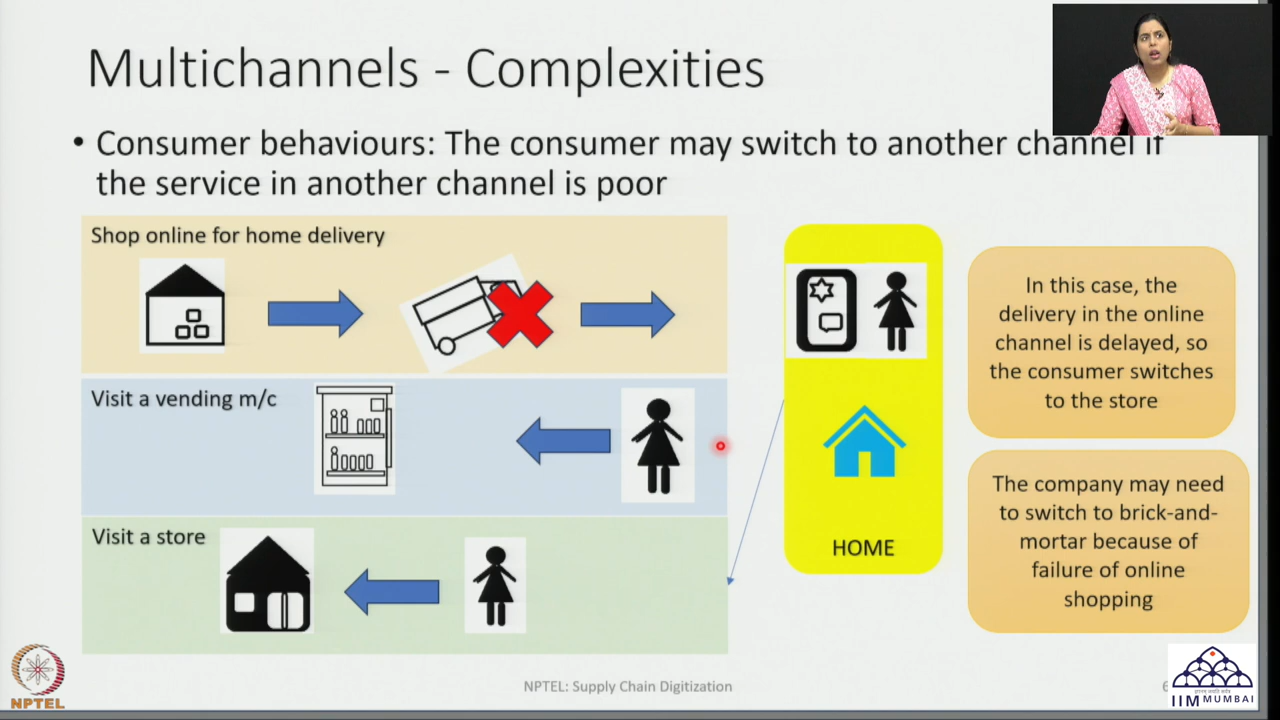 Multichannels - Complexities
• Consumer behaviours: The consumer may switch to another channel if
the service in another channel is poor
Shop online for home delivery
Visit a vending m/c
Visit a store
HOME
In this case, the
delivery in the online
channel is delayed, so
the consumer switches
to the store
The company may need
to switch to brick-and-
mortar because of
failure of online
shopping
NPTEL
NPTEL: Supply Chain Digitization
IIM MUMBAI